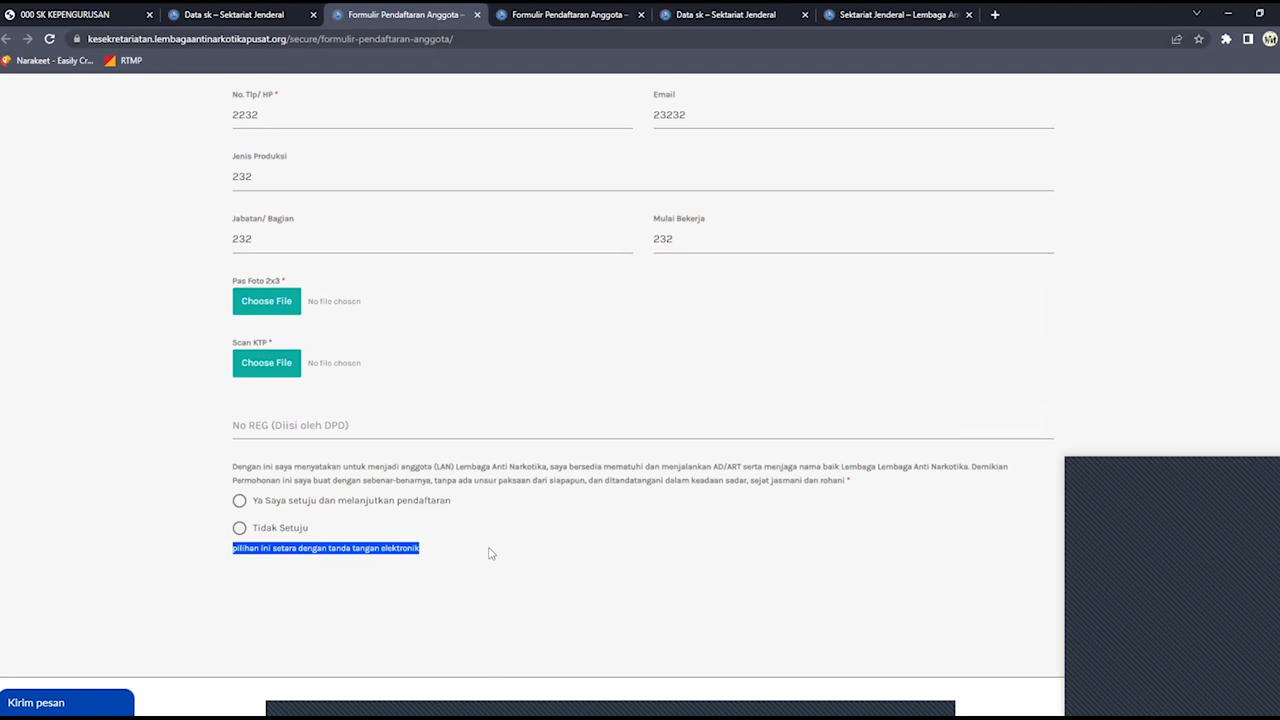 000 SK KEPENGURUSAN
Data sk – Sektariat Jenderal
Formulir Pendaftaran Anggota –
Formulir Pendaftaran Anggota –
Data sk – Sektariat Jenderal
Sektariat Jenderal – Lembaga An
kesekretariatan.lembagaantinarkotikapusat.org/secure/formulir-pendaftaran-anggota/
Narakeet - Easily Cr...
RTMP
No. Tlp/ HP *
Email
2232
23232
Jenis Produksi
232
Jabatan/ Bagian
Mulai Bekerja
232
232
Pas Foto 2x3 *
Choose File
No file chosen
Scan KTP *
Choose File
No file chosen
No REG (Diisi oleh DPD)
Dengan ini saya menyatakan untuk menjadi anggota (LAN) Lembaga Anti Narkotika, saya bersedia mematuhi dan menjalankan AD/ART serta menjaga nama baik Lembaga Lembaga Anti Narkotika. Demikian
Permohonan ini saya buat dengan sebenar-benarnya, tanpa ada unsur paksaan dari siapapun, dan ditandatangani dalam keadaan sadar, sejat jasmani dan rohani *
Ya Saya setuju dan melanjutkan pendaftaran
Tidak Setuju
pilihan ini setara dengan tanda tangan elektronik
Kirim pesan